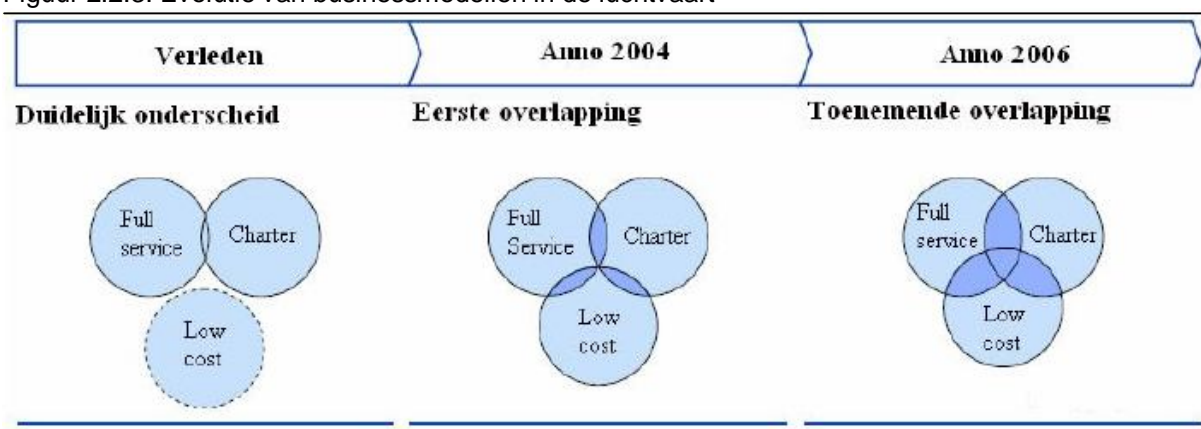 Figuur 2.2.3: Evolutie van businessmodellen in de luchtvaart
Verleden
Anno 2004
Anno 2006
Duidelijk onderscheid
Eerste overlapping
Toenemende overlapping
Full
service
Charter
Low
cost
Full
Service
Charter
Low
cost
Full
service
Charter
Low
cost